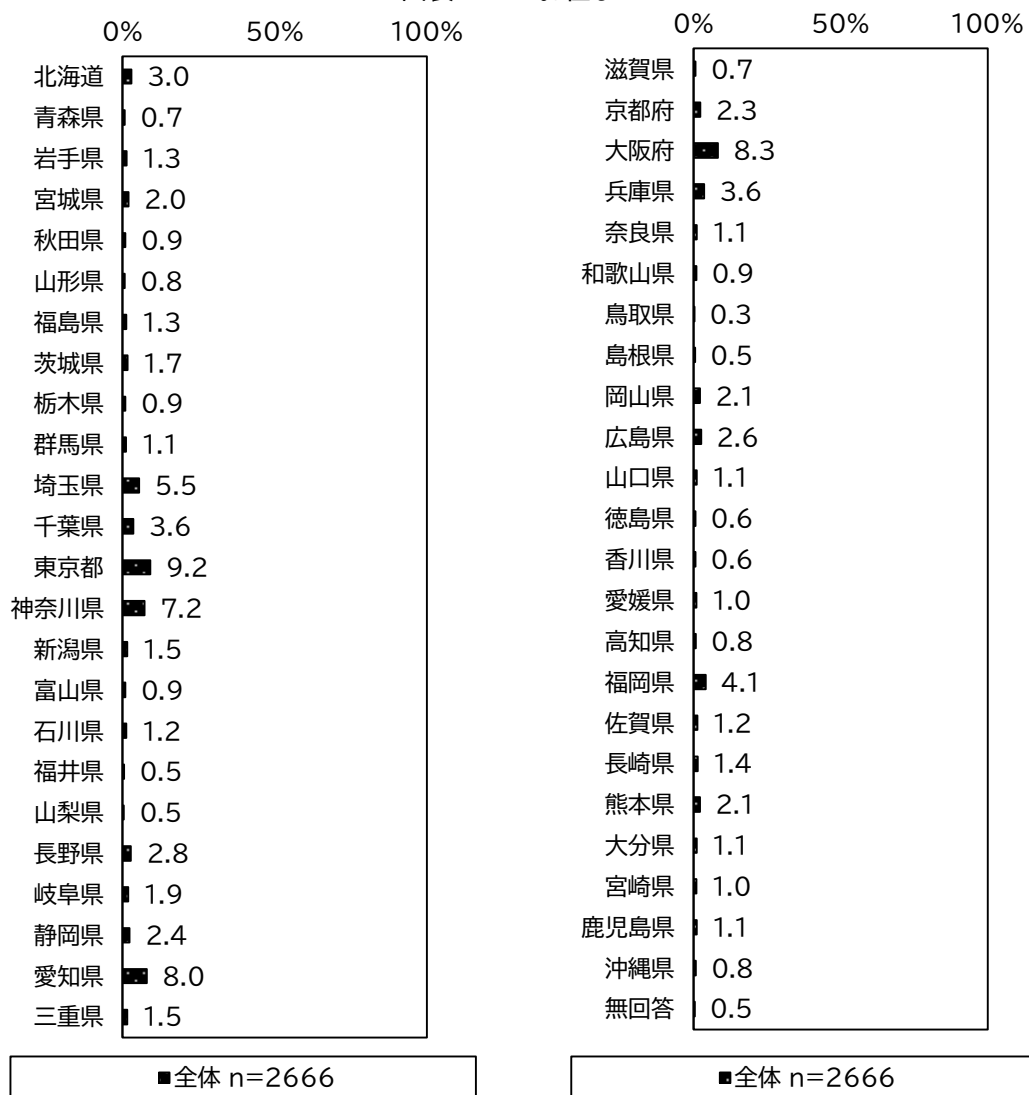 0% 50% 100%
北海道 3.0
青森県 0.7
岩手県 1.3
宮城県 2.0
秋田県 0.9
山形県 0.8
福島県 1.3
茨城県 1.7
栃木県 0.9
群馬県 1.1
埼玉県 5.5
千葉県 3.6
東京都 9.2
神奈川県 7.2
新潟県 1.5
富山県 0.9
石川県 1.2
福井県 0.5
山梨県 0.5
長野県 2.8
岐阜県 1.9
静岡県 2.4
愛知県 8.0
三重県 1.5
■全体 n=2666
0% 50% 100%
滋賀県 0.7
京都府 2.3
大阪府 8.3
兵庫県 3.6
奈良県 1.1
和歌山県 0.9
鳥取県 0.3
島根県 0.5
岡山県 2.1
広島県 2.6
山口県 1.1
徳島県 0.6
香川県 0.6
愛媛県 1.0
高知県 0.8
福岡県 4.1
佐賀県 1.2
長崎県 1.4
熊本県 2.1
大分県 1.1
宮崎県 1.0
鹿児島県 1.1
沖縄県 0.8
無回答 0.5
■全体 n=2666